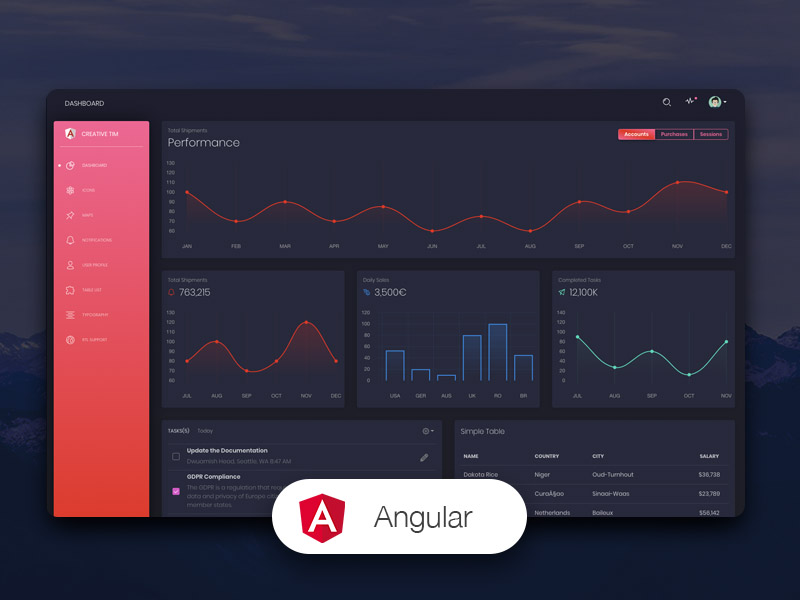 DASHBOARD
CREATIVE TIM
DASHBOARD
ICONS
MAPS
NOTIFICATIONS
USER PROFILE
TABLE LIST
TYPOGRAPHY
RTL SUPPORT
Total Shipments
Performance
Accounts Purchases Sessions
130
120
110
100
90
80
70
60
JAN FEB MAR APR MAY JUN JUL AUG SEP OCT NOV DEC
Total Shipments
763,215
130
120
110
100
90
80
70
60
JUL AUG SEP OCT NOV DEC
Daily Sales
3,500€
120
100
80
60
40
20
0
USA GER AUS UK RO BR
Completed Tasks
12,100K
140
120
100
80
60
40
20
0
JUL AUG SEP OCT NOV
TASKS(5) Today
Update the Documentation
Dwuamish Head, Seattle, WA 8:47 AM
GDPR Compliance
The GDPR is a regulation that
data and privacy of Europe
member states.
Simple Table
NAME COUNTRY CITY SALARY
Dakota Rice Niger Oud-Turnhout $36,738
CuraÃ§ao Sinaai-Waas $23,789
Netherlands Baileux $56,142
A Angular